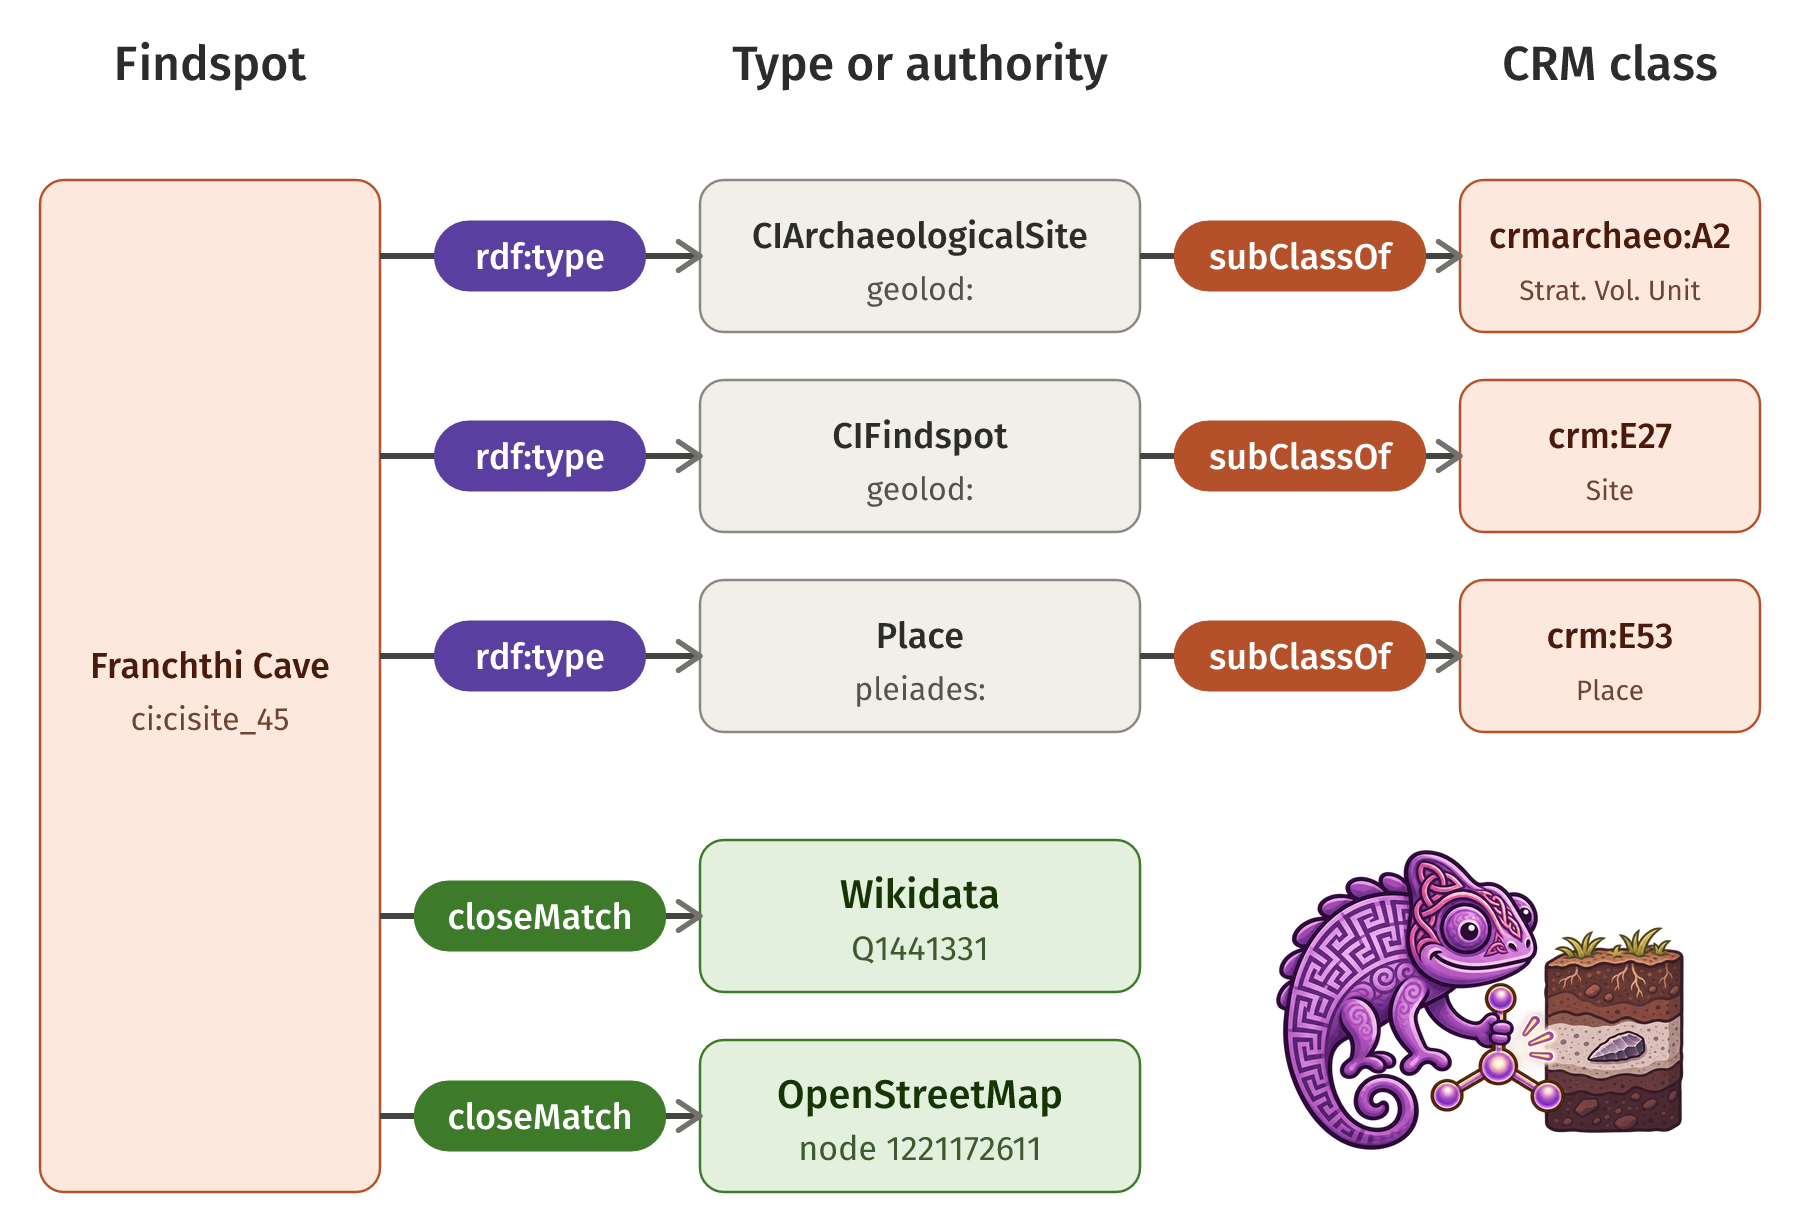 Findspot
Type or authority
CRM class
Franchthi Cave
ci:cisite_45
rdf:type
CIArchaeologicalSite
geolod:
subClassOf
crmarchaeo:A2
Strat. Vol. Unit
rdf:type
CIFindspot
geolod:
subClassOf
crm:E27
Site
rdf:type
Place
pleiades:
subClassOf
crm:E53
Place
closeMatch
Wikidata
Q1441331
closeMatch
OpenStreetMap
node 1221172611